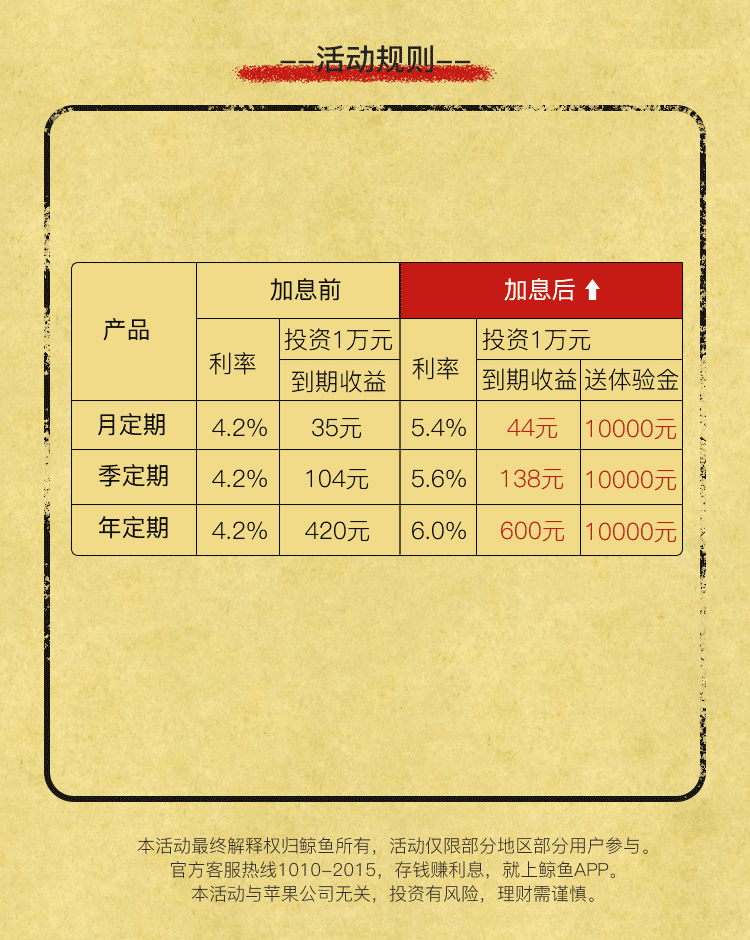 ——活动规则——
产品 加息前 加息后
利率 投资1万元 利率 投资1万元
到期收益 到期收益 送体验金
月定期 4.2% 35元 5.4% 44元 10000元
季定期 4.2% 104元 5.6% 138元 10000元
年定期 4.2% 420元 6.0% 600元 10000元
本活动最终解释权归鲸鱼所有，活动仅限部分地区部分用户参与。
官方客服热线1010-2015，存钱赚利息，就上鲸鱼APP。
本活动与苹果公司无关，投资有风险，理财需谨慎。